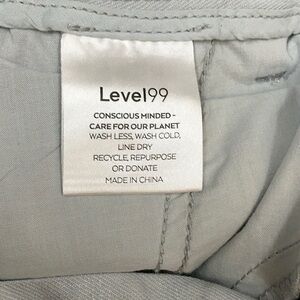 Level99
CONSCIOUS MINDED -
CARE FOR OUR PLANET
WASH LESS, WASH COLD,
LINE DRY
RECYCLE, REPURPOSE
OR DONATE
MADE IN CHINA